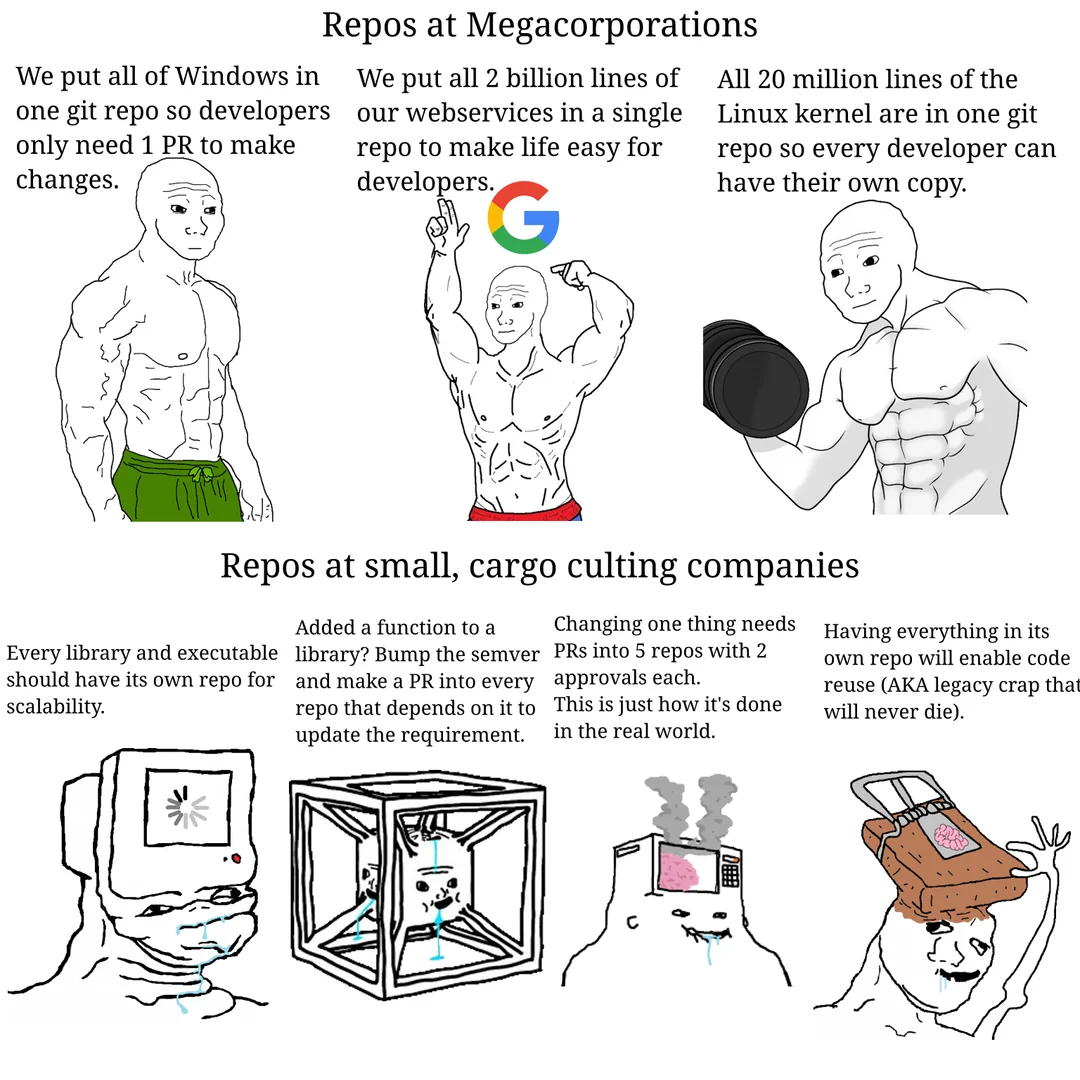 Repos at Megacorporations
We put all of Windows in
one git repo so developers
only need 1 PR to make
changes.
We put all 2 billion lines of
our webservices in a single
repo to make life easy for
developers.
All 20 million lines of the
Linux kernel are in one git
repo so every developer can
have their own copy.
Repos at small, cargo culting companies
Every library and executable
should have its own repo for
scalability.
Added a function to a
library? Bump the semver
and make a PR into every
repo that depends on it to
update the requirement.
Changing one thing needs
PRs into 5 repos with 2
approvals each.
This is just how it's done
in the real world.
Having everything in its
own repo will enable code
reuse (AKA legacy crap that
will never die).